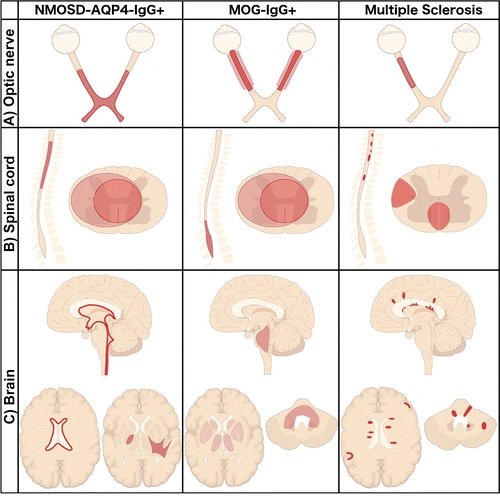 NMOSD-AQP4-IgG+
MOG-IgG+
Multiple Sclerosis
A) Optic nerve
B) Spinal cord
C) Brain